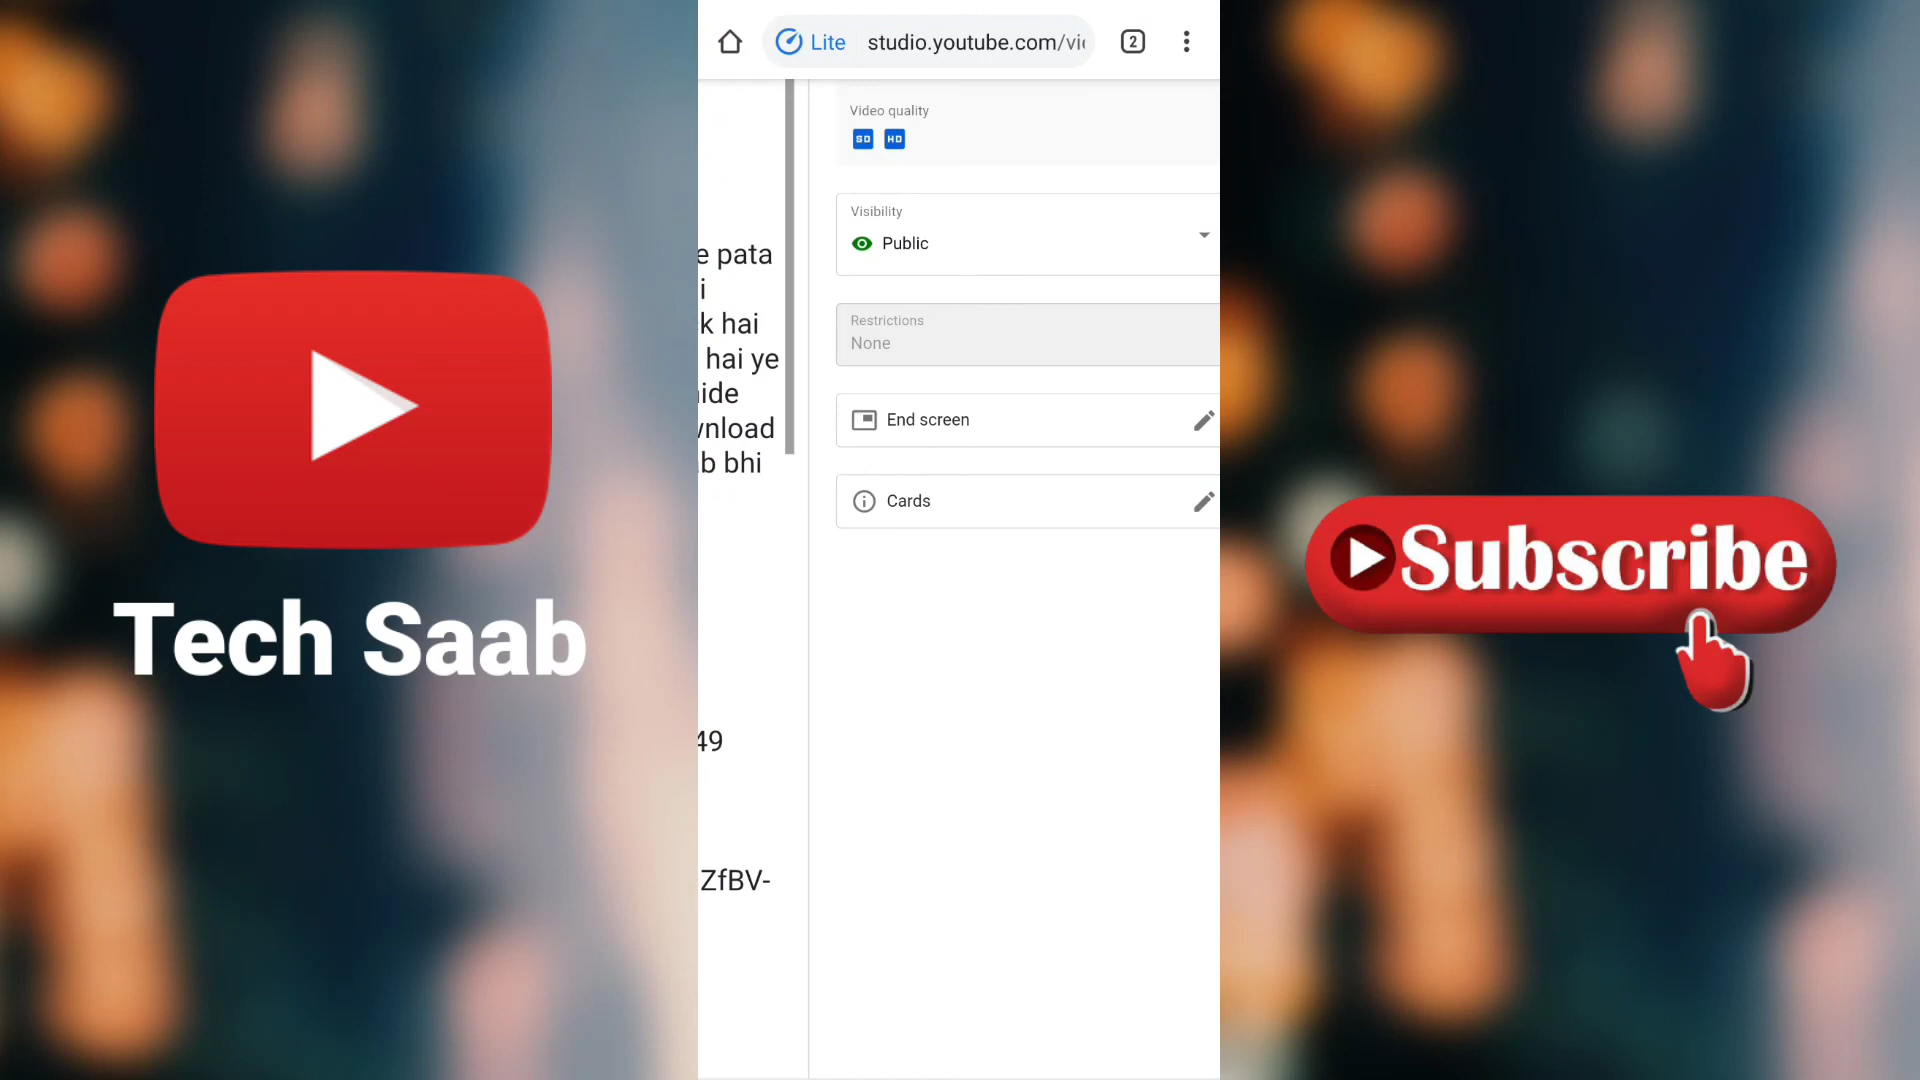 Lite studio.youtube.com/vi
2
Video quality
SD HD
Visibility
Public
Restrictions
None
End screen
Cards
e pata
i
k hai
hai ye
ide
wnload
b bhi
49
ZfBV-
Tech Saab
Subscribe